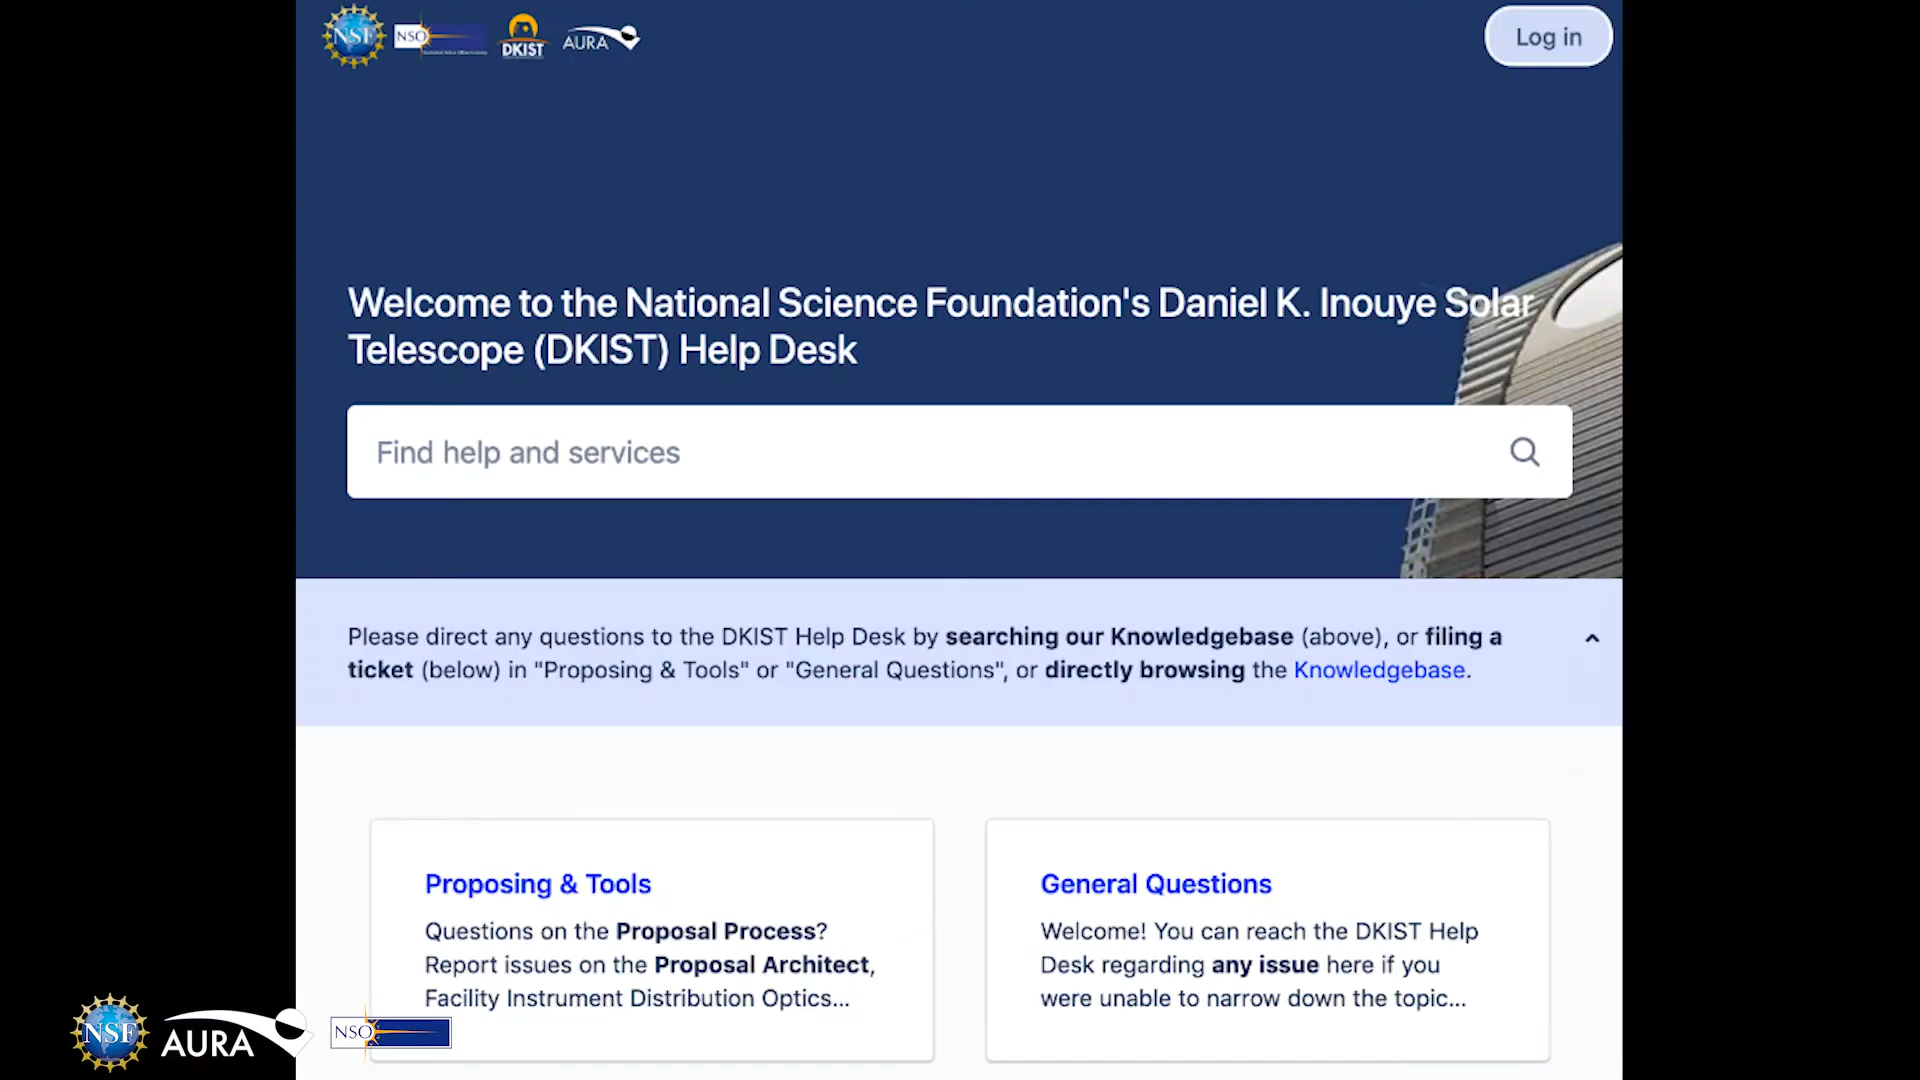 NSF NSO DKIST AURA
Log in
Welcome to the National Science Foundation's Daniel K. Inouye Solar
Telescope (DKIST) Help Desk
Find help and services
Please direct any questions to the DKIST Help Desk by searching our Knowledgebase (above), or filing a
ticket (below) in "Proposing & Tools" or "General Questions", or directly browsing the Knowledgebase.
Proposing & Tools
Questions on the Proposal Process?
Report issues on the Proposal Architect,
Facility Instrument Distribution Optics...
General Questions
Welcome! You can reach the DKIST Help
Desk regarding any issue here if you
were unable to narrow down the topic...
NSF AURA NSO